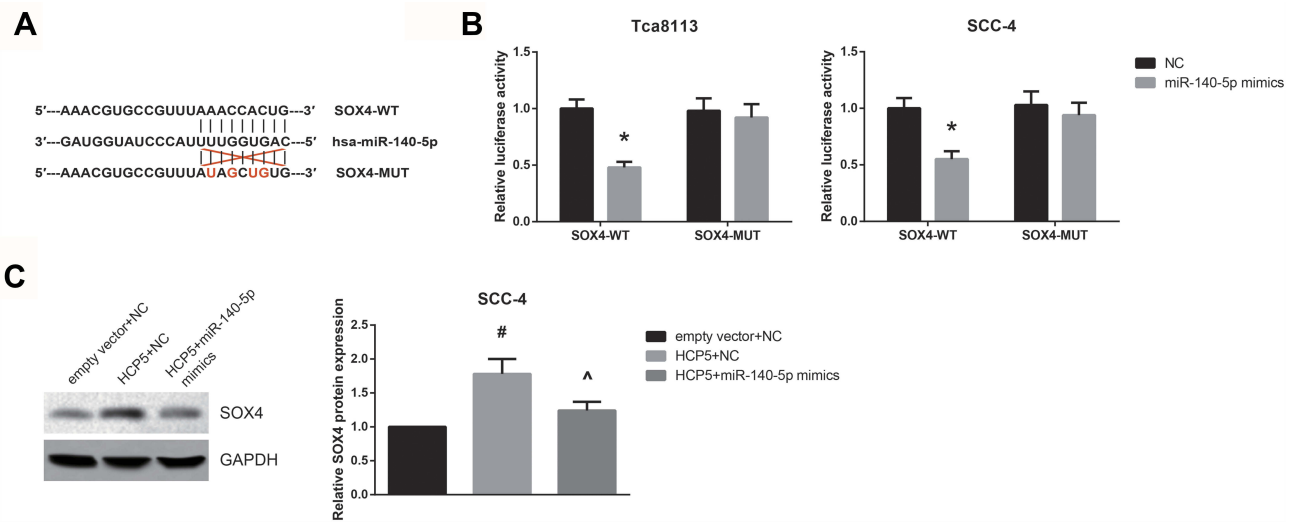 A
5′---AAACGUGCCGUUUAAACCACUG---3′ SOX4-WT
3′---GAUGGUAUCCCAUUUUGGUGAC---5′ hsa-miR-140-5p
5′---AAACGUGCCGUUUAUAGCUGUG---3′ SOX4-MUT
B
Tca8113
Relative luciferase activity
1.5
1.0
0.5
0.0
*
SOX4-WT
SOX4-MUT
SCC-4
Relative luciferase activity
1.5
1.0
0.5
0.0
*
SOX4-WT
SOX4-MUT
NC
miR-140-5p mimics
C
empty vector+NC
HCP5+NC
HCP5+miR-140-5p
mimics
SOX4
GAPDH
SCC-4
Relative SOX4 protein expression
2.5
2.0
1.5
1.0
0.5
0.0
#
^
empty vector+NC
HCP5+NC
HCP5+miR-140-5p mimics